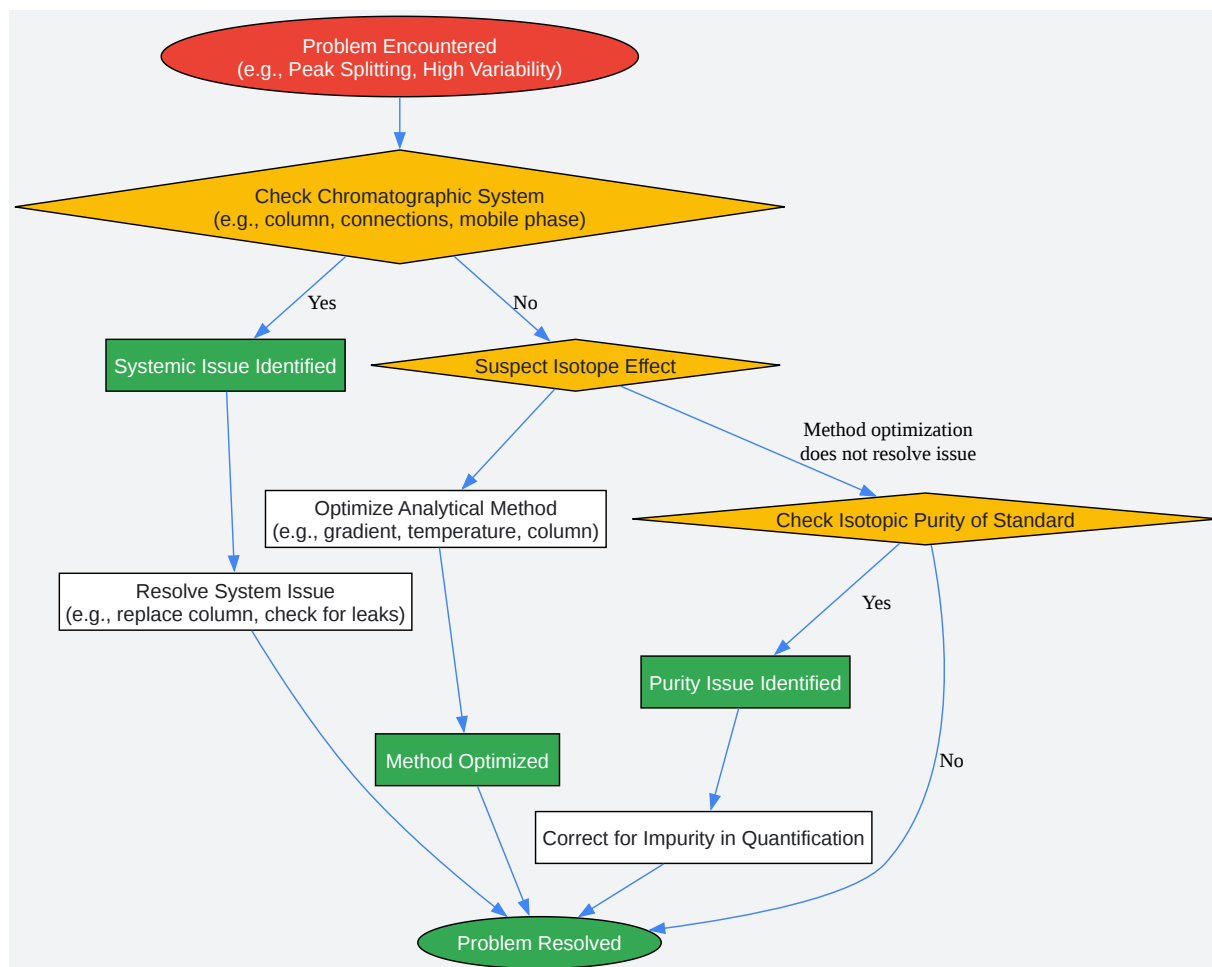 Problem Encountered
(e.g., Peak Splitting, High Variability)
Check Chromatographic System
(e.g., column, connections, mobile phase)
Yes
No
Systemic Issue Identified
Suspect Isotope Effect
Method optimization
does not resolve issue
Optimize Analytical Method
(e.g., gradient, temperature, column)
Check Isotopic Purity of Standard
Resolve System Issue
(e.g., replace column, check for leaks)
Yes
Purity Issue Identified
Method Optimized
No
Correct for Impurity in Quantification
Problem Resolved